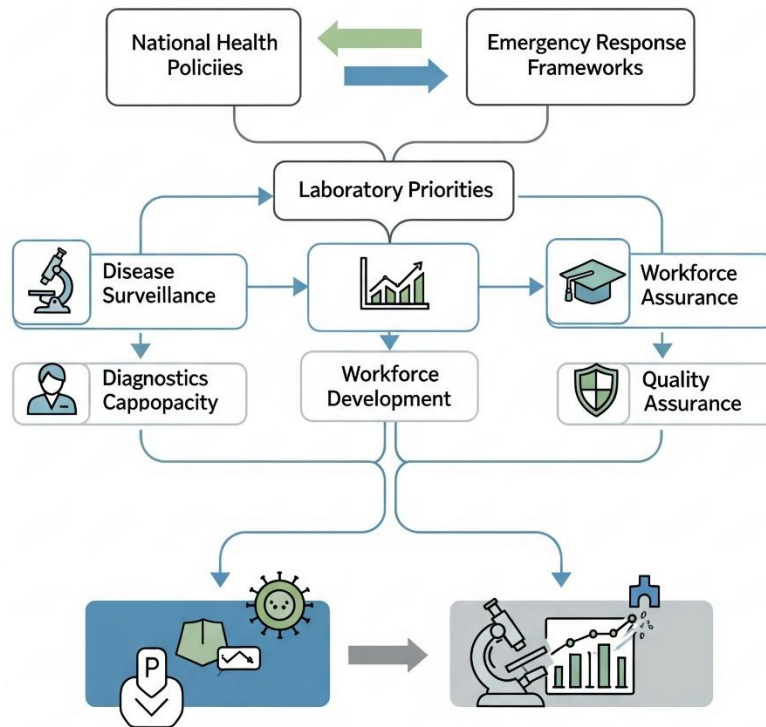 National Health
Policiies
Emergency Response
Frameworks
Laboratory Priorities
Disease
Surveillance
Workforce
Assurance
Diagnostics
Cappopacity
Workforce
Development
Quality
Assurance
P